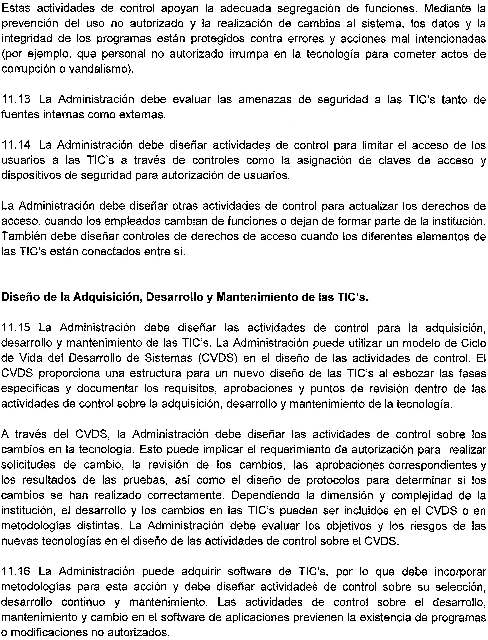 Estas actividades de control apoyan la adecuada segregación de funciones. Mediante la
prevención del uso no autorizado y la realización de cambios al sistema, los datos y la
integridad de los programas están protegidos contra errores y acciones mal intencionadas
(por ejemplo, que personal no autorizado irrumpa en la tecnología para cometer actos de
corrupción o vandalismo).
11.13 La Administración debe evaluar las amenazas de seguridad a las TIC's tanto de
fuentes internas como externas.
11.14 La Administración debe diseñar actividades de control para limitar el acceso de los
usuarios a las TIC's a través de controles como la asignación de claves de acceso y
dispositivos de seguridad para autorización de usuarios.
La Administración debe diseñar otras actividades de control para actualizar los derechos de
acceso, cuando los empleados cambian de funciones o dejan de formar parte de la institución.
También debe diseñar controles de derechos de acceso cuando los diferentes elementos de
las TIC's están conectados entre sí.
Diseño de la Adquisición, Desarrollo y Mantenimiento de las TIC's.
11.15 La Administración debe diseñar las actividades de control para la adquisición,
desarrollo y mantenimiento de las TIC's. La Administración puede utilizar un modelo de Ciclo
de Vida del Desarrollo de Sistemas (CVDS) en el diseño de las actividades de control. El
CVDS proporciona una estructura para un nuevo diseño de las TIC's al esbozar las fases
específicas y documentar los requisitos, aprobaciones y puntos de revisión dentro de las
actividades de control sobre la adquisición, desarrollo y mantenimiento de la tecnología.
A través del CVDS, la Administración debe diseñar las actividades de control sobre los
cambios en la tecnología. Esto puede implicar el requerimiento de autorización para realizar
solicitudes de cambio, la revisión de los cambios, las aprobaciones correspondientes y
los resultados de las pruebas, así como el diseño de protocolos para determinar si los
cambios se han realizado correctamente. Dependiendo de la dimensión y complejidad de la
institución, el desarrollo y los cambios en las TIC's pueden ser incluidos en el CVDS o en
metodologías distintas. La Administración debe evaluar los objetivos y los riesgos de las
nuevas tecnologías en el diseño de las actividades de control sobre el CVDS.
11.16 La Administración puede adquirir software de TIC's, por lo que debe incorporar
metodologías para esta acción y debe diseñar actividades de control sobre su selección,
desarrollo continuo y mantenimiento. Las actividades de control sobre el desarrollo,
mantenimiento y cambio en el software de aplicaciones previenen la existencia de programas
o modificaciones no autorizados.